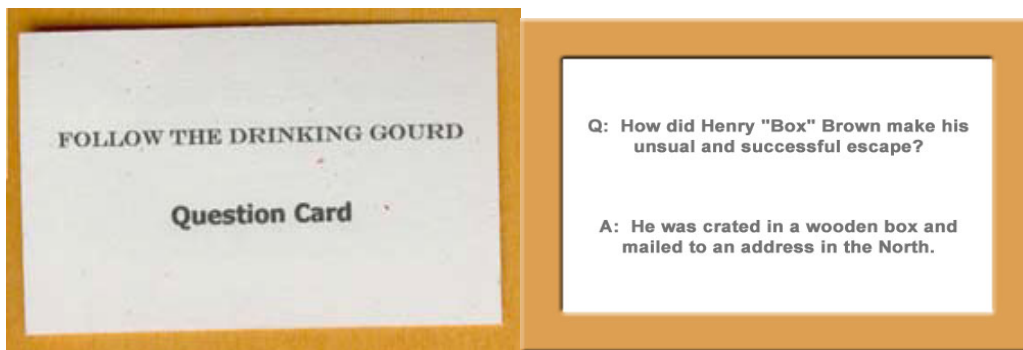 FOLLOW THE DRINKING GOURD
Question Card
Q: How did Henry "Box" Brown make his
unsual and successful escape?
A: He was crated in a wooden box and
mailed to an address in the North.